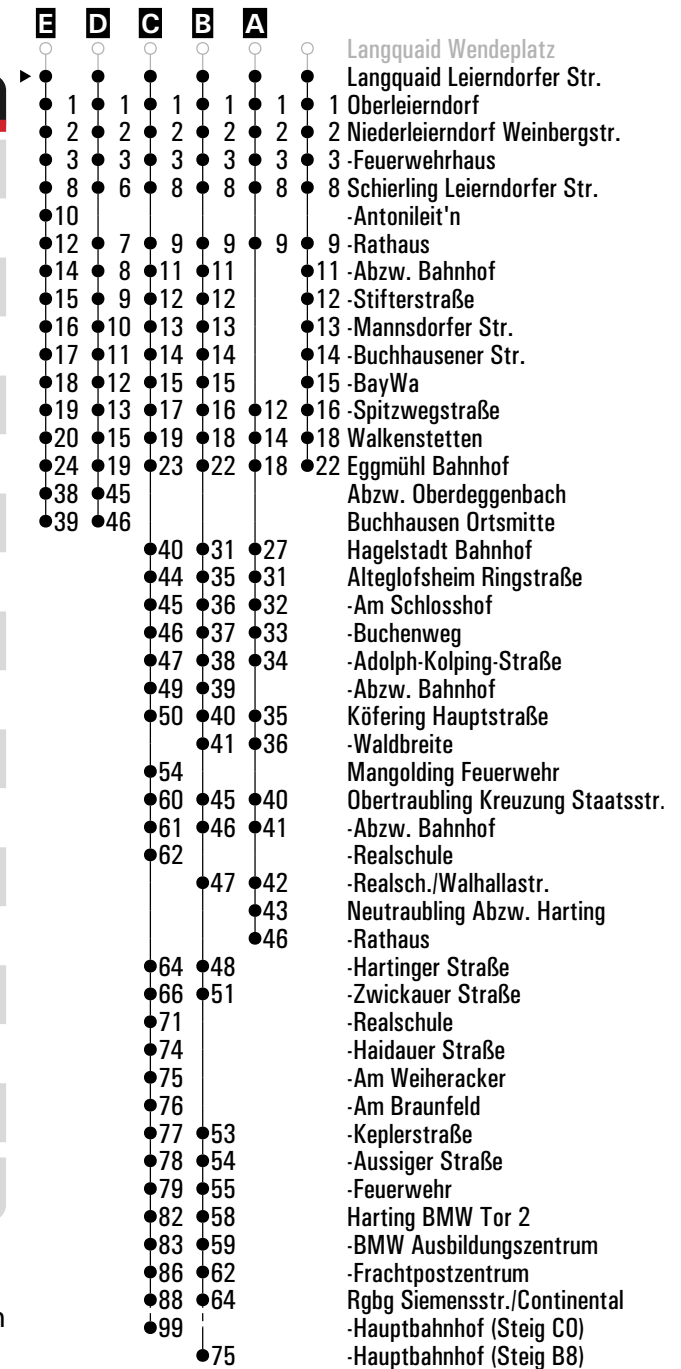 E D C B A
Langquaid Wendeplatz
Langquaid Leierndorfer Str.
1 1 1 1 1 1 Oberleierndorf
2 2 2 2 2 2 Niederleierndorf Weinbergstr.
3 3 3 3 3 3 -Feuerwehrhaus
8 6 8 8 8 8 Schierling Leierndorfer Str.
10 -Antonileit'n
12 7 9 9 9 9 -Rathaus
14 8 11 11 11 -Abzw. Bahnhof
15 9 12 12 12 -Stifterstraße
16 10 13 13 13 -Mannsdorfer Str.
17 11 14 14 14 -Buchhausener Str.
18 12 15 15 15 -BayWa
19 13 17 16 12 16 -Spitzwegstraße
20 15 19 18 14 18 Walkenstetten
24 19 23 22 18 22 Eggmühl Bahnhof
38 45 Abzw. Oberdeggenbach
39 46 Buchhausen Ortsmitte
40 31 27 Hagelstadt Bahnhof
44 35 31 Alteglofsheim Ringstraße
45 36 32 -Am Schlosshof
46 37 33 -Buchenweg
47 38 34 -Adolph-Kolping-Straße
49 39 -Abzw. Bahnhof
50 40 35 Köfering Hauptstraße
41 36 -Waldbreite
54 Mangolding Feuerwehr
60 45 40 Obertraubling Kreuzung Staatsstr.
61 46 41 -Abzw. Bahnhof
62 -Realschule
47 42 -Realsch./Walhallastr.
43 Neutraubling Abzw. Harting
46 -Rathaus
64 48 -Hartinger Straße
66 51 -Zwickauer Straße
71 -Realschule
74 -Haidauer Straße
75 -Am Weiheracker
76 -Am Braunfeld
77 53 -Keplerstraße
78 54 -Aussiger Straße
79 55 -Feuerwehr
82 58 Harting BMW Tor 2
83 59 -BMW Ausbildungszentrum
86 62 -Frachtpostzentrum
88 64 Rgbg Siemensstr./Continental
99 -Hauptbahnhof (Steig C0)
75 -Hauptbahnhof (Steig B8)